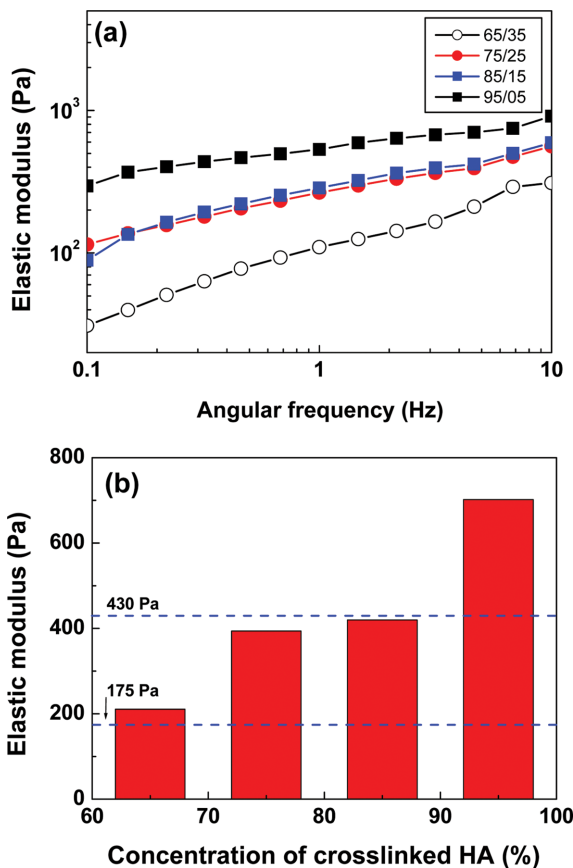 (a)
65/35
75/25
85/15
95/05
Elastic modulus (Pa)
10³
10²
0.1
1
10
Angular frequency (Hz)
(b)
800
600
400
200
0
Elastic modulus (Pa)
430 Pa
175 Pa
60
70
80
90
100
Concentration of crosslinked HA (%)